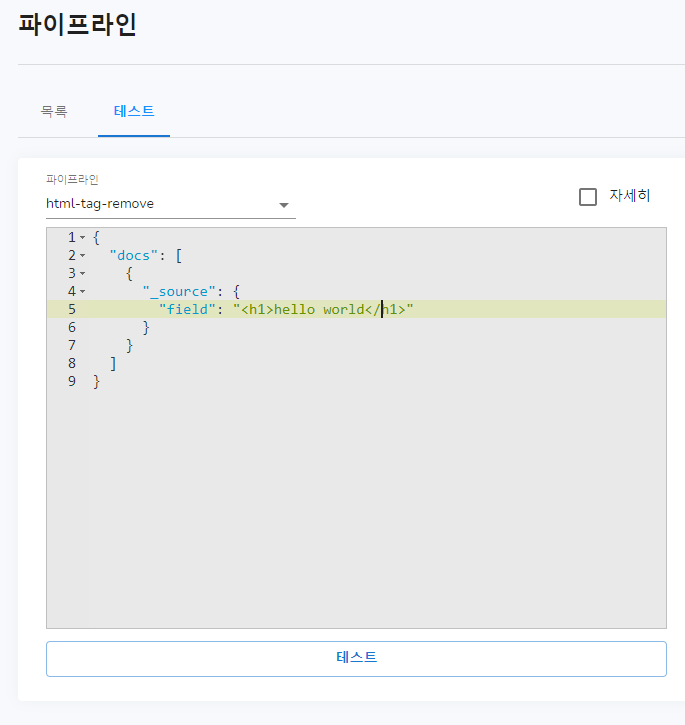 파이프라인
목록 테스트
파이프라인
html-tag-remove
자세히
1 {
2 "docs": [
3 {
4 "_source": {
5 "field": "<h1>hello world</h1>"
6 }
7 }
8 ]
9 }
테스트